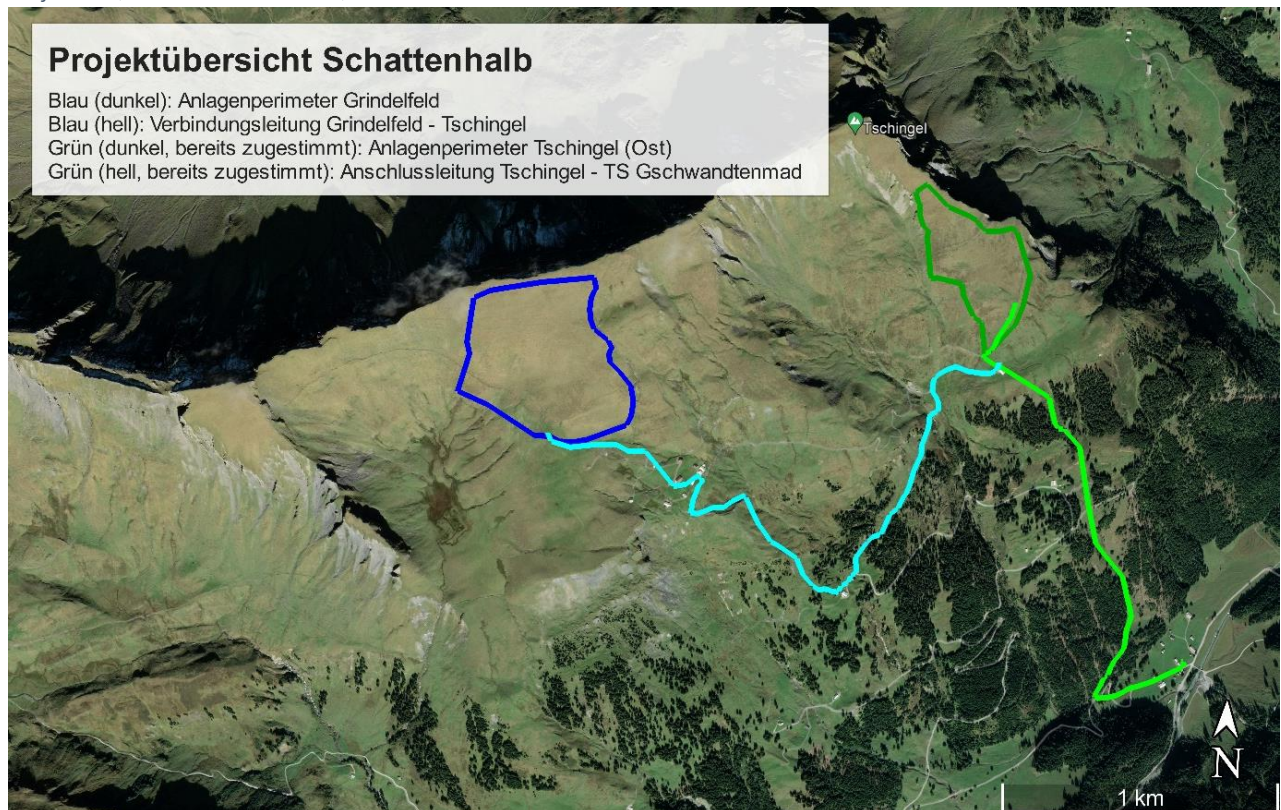 Projektübersicht Schattenhalb
Blau (dunkel): Anlagenperimeter Grindelfeld
Blau (hell): Verbindungsleitung Grindelfeld - Tschingel
Grün (dunkel, bereits zugestimmt): Anlagenperimeter Tschingel (Ost)
Grün (hell, bereits zugestimmt): Anschlussleitung Tschingel - TS Gschwandtenmad
Tschingel
N
1 km